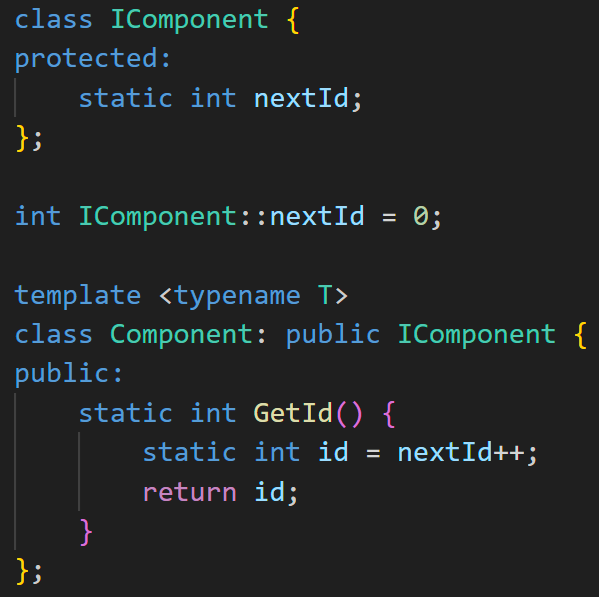 class IComponent {
protected:
    static int nextId;
};

int IComponent::nextId = 0;

template <typename T>
class Component: public IComponent {
public:
    static int GetId() {
        static int id = nextId++;
        return id;
    }
};